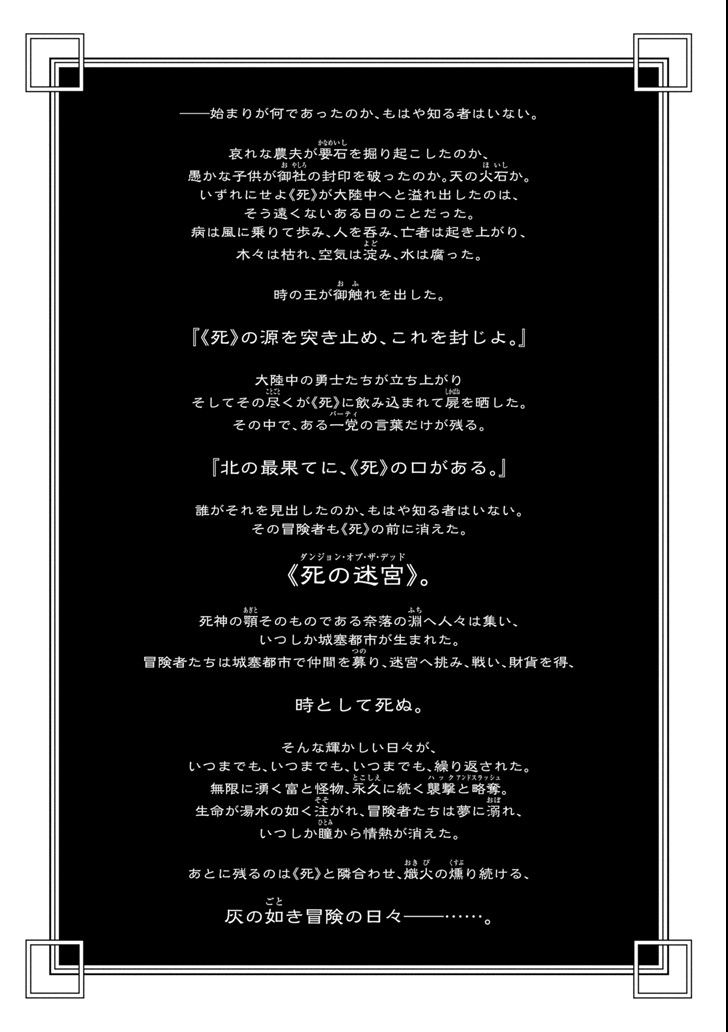 ――始まりが何であったのか、もはや知る者はいない。
哀れな農夫が要石を掘り起こしたのか、
愚かな子供が御社の封印を破ったのか。天の火石か。
いずれにせよ《死》が大陸中へと溢れ出したのは、
そう遠くないある日のことだった。
病は風に乗りて歩み、人を呑み、亡者は起き上がり、
木々は枯れ、空気は淀み、水は腐った。
時の王が御触れを出した。
『《死》の源を突き止め、これを封じよ。』
大陸中の勇士たちが立ち上がり
そしてその尽くが《死》に飲み込まれて屍を晒した。
その中で、ある一党の言葉だけが残る。
『北の最果てに、《死》の口がある。』
誰がそれを見出したのか、もはや知る者はいない。
その冒険者も《死》の前に消えた。
《死の迷宮》。
死神の顎そのものである奈落の淵へ人々は集い、
いつしか城塞都市が生まれた。
冒険者たちは城塞都市で仲間を募り、迷宮へ挑み、戦い、財貨を得、
時として死ぬ。
そんな輝かしい日々が、
いつまでも、いつまでも、いつまでも、繰り返された。
無限に湧く富と怪物、永久に続く襲撃と略奪。
生命が湯水の如く注がれ、冒険者たちは夢に溺れ、
いつしか瞳から情熱が消えた。
あとに残るのは《死》と隣合わせ、熾火の燻り続ける、
灰の如き冒険の日々――……。